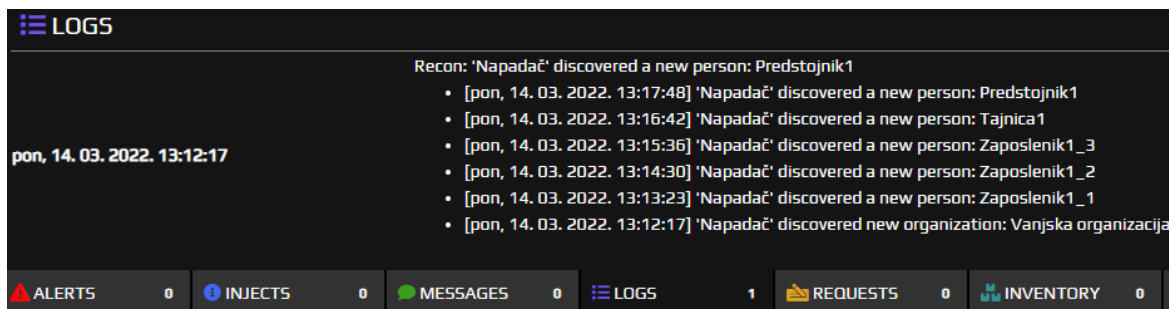 LOGS
Recon: 'Napadač' discovered a new person: Predstojnik1
• [pon, 14. 03. 2022. 13:17:48] 'Napadač' discovered a new person: Predstojnik1
• [pon, 14. 03. 2022. 13:16:42] 'Napadač' discovered a new person: Tajnica1
pon, 14. 03. 2022. 13:12:17
• [pon, 14. 03. 2022. 13:15:36] 'Napadač' discovered a new person: Zaposlenik1_3
• [pon, 14. 03. 2022. 13:14:30] 'Napadač' discovered a new person: Zaposlenik1_2
• [pon, 14. 03. 2022. 13:13:23] 'Napadač' discovered a new person: Zaposlenik1_1
• [pon, 14. 03. 2022. 13:12:17] 'Napadač' discovered new organization: Vanjska organizacija
ALERTS 0 INJECTS 0 MESSAGES 0 LOGS 1 REQUESTS 0 INVENTORY 0